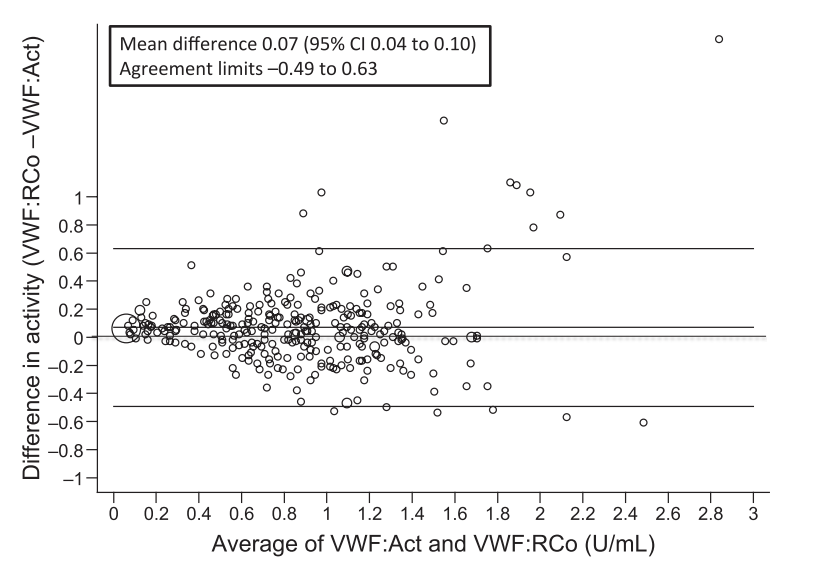 Mean difference 0.07 (95% CI 0.04 to 0.10)
Agreement limits –0.49 to 0.63
Difference in activity (VWF:RCo –VWF:Act)
1
0.8
0.6
0.4
0.2
0
–0.2
–0.4
–0.6
–0.8
–1
0 0.2 0.4 0.6 0.8 1 1.2 1.4 1.6 1.8 2 2.2 2.4 2.6 2.8 3
Average of VWF:Act and VWF:RCo (U/mL)